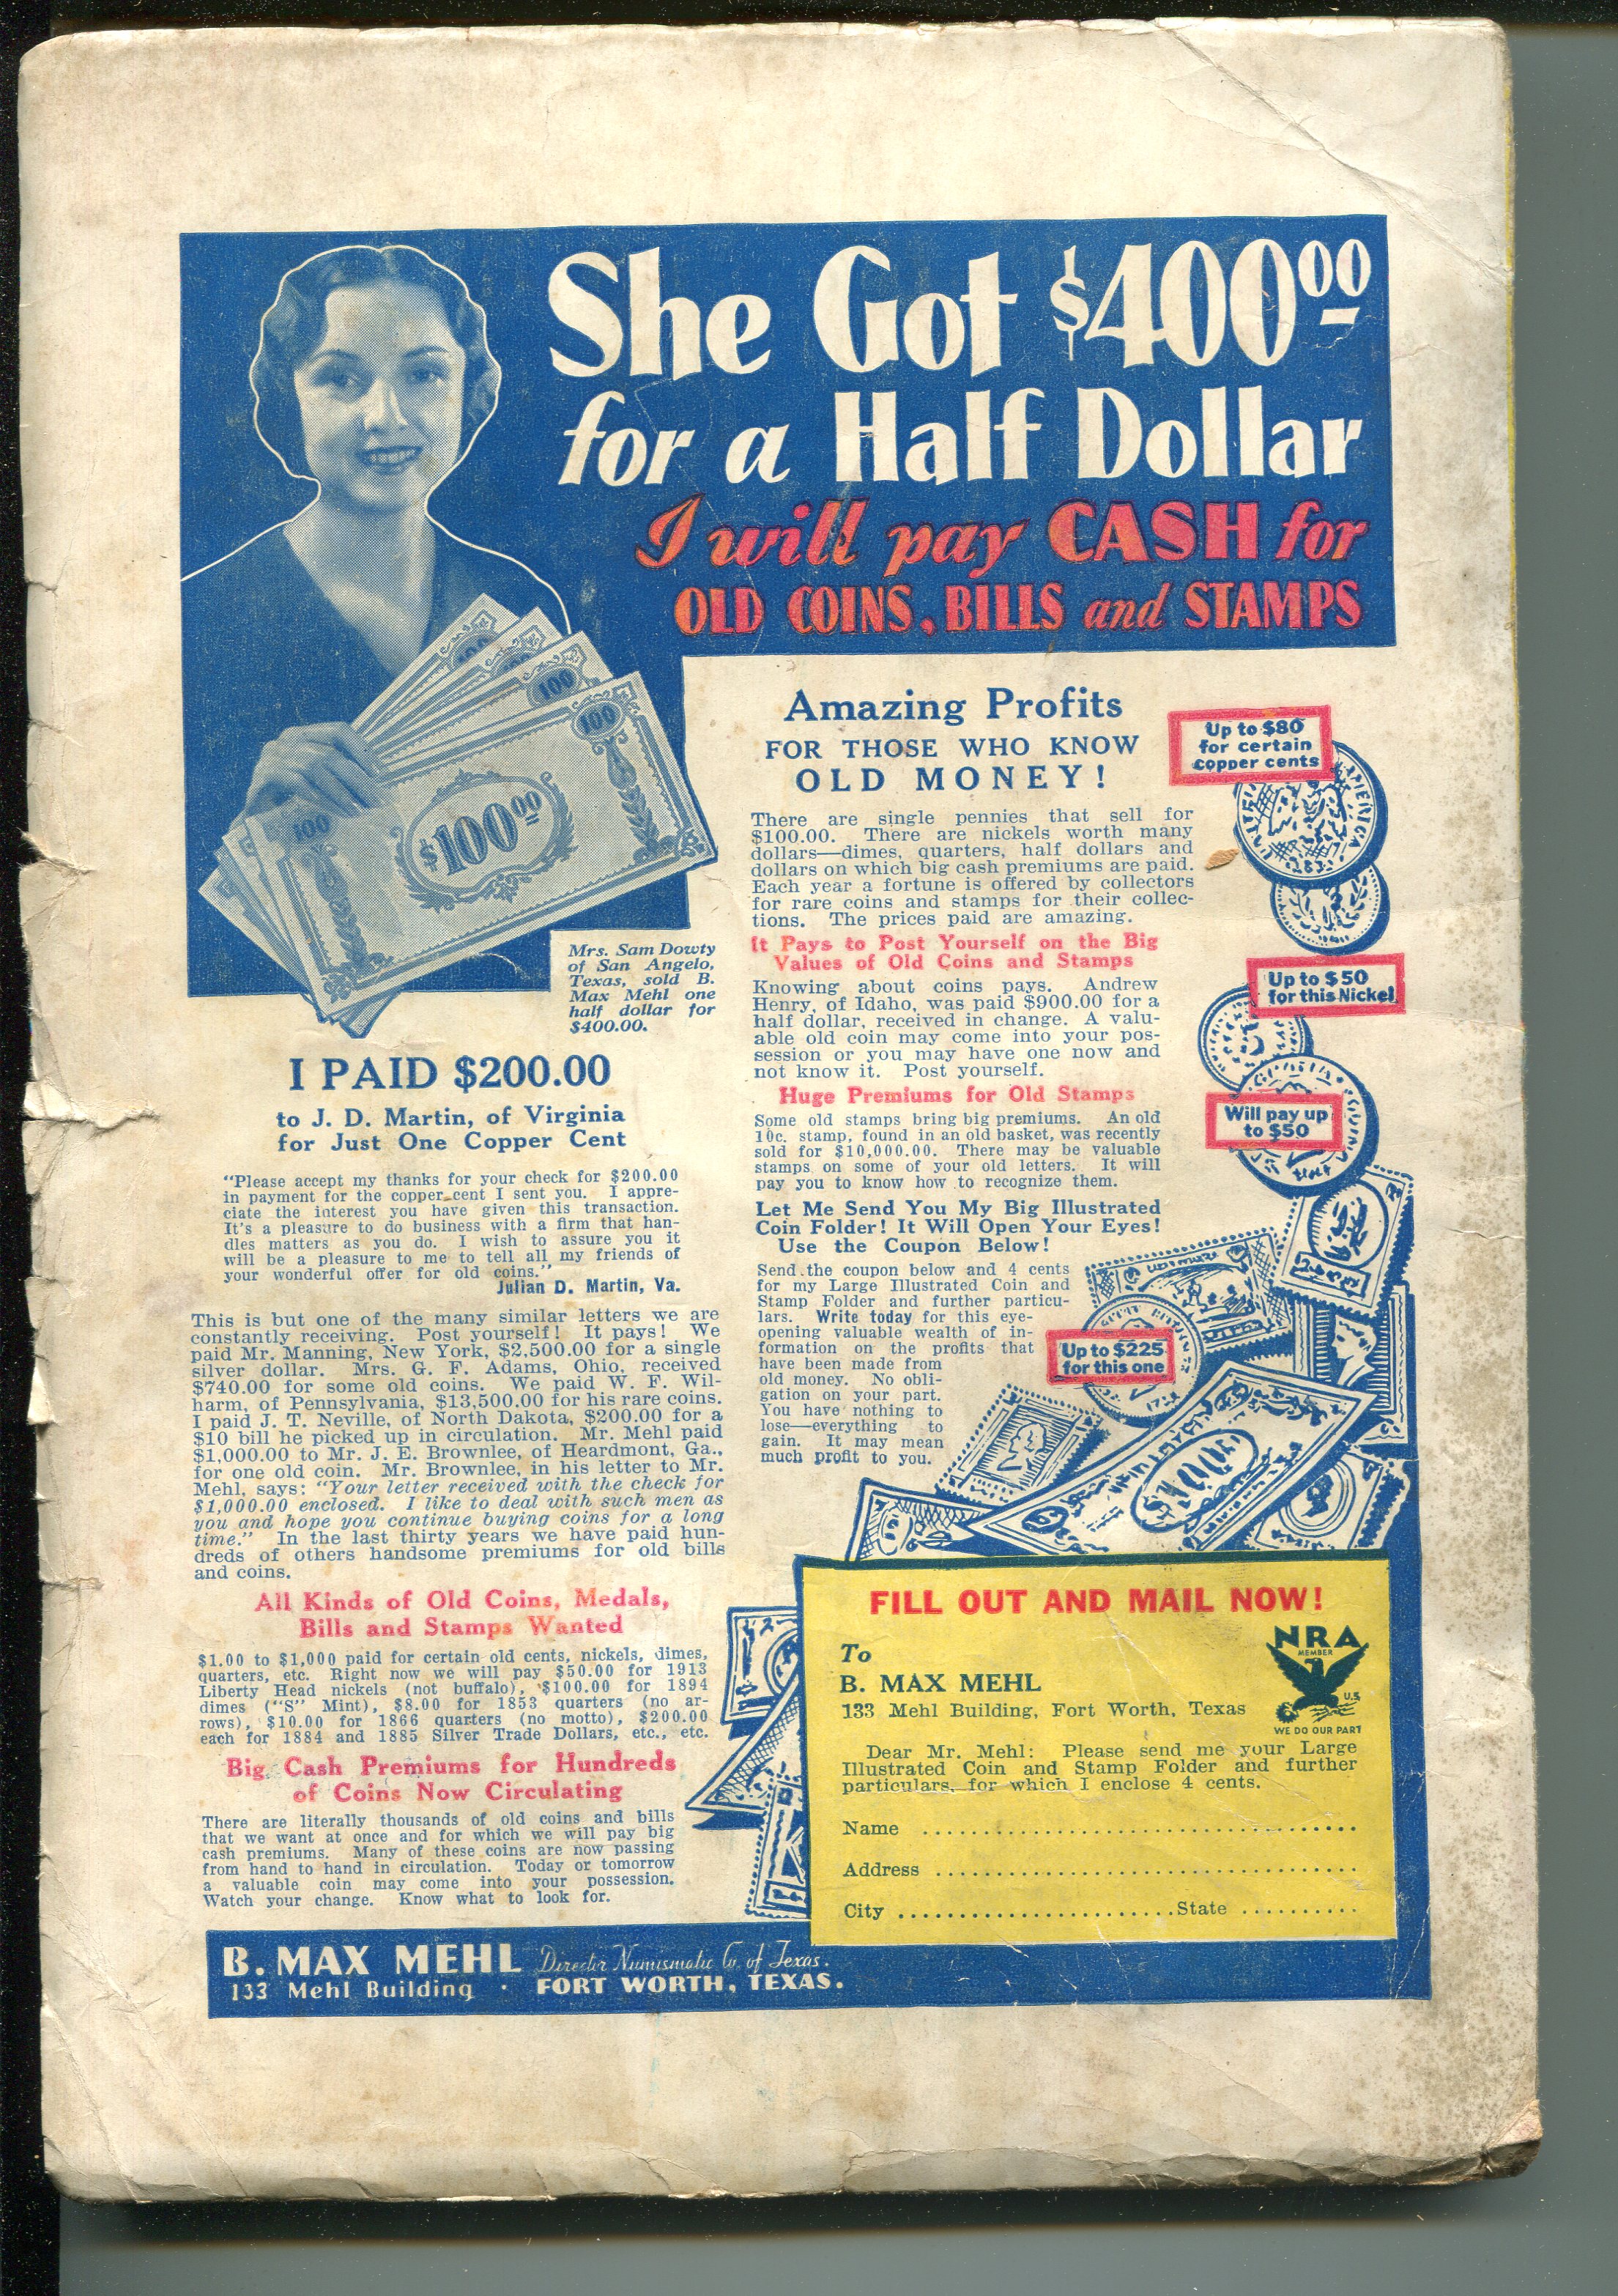 She Got $400.00
for a Half Dollar
I will pay CASH for
OLD COINS, BILLS and STAMPS
100
100
100
100
100
$100.00
Mrs. Sam Dowty
of San Angelo,
Texas, sold B.
Max Mehl one
half dollar for
$400.00.
I PAID $200.00
to J. D. Martin, of Virginia
for Just One Copper Cent
"Please accept my thanks for your check for $200.00
in payment for the copper cent I sent you. I appre-
ciate the interest you have given this transaction.
It's a pleasure to do business with a firm that han-
dles matters as you do. I wish to assure you it
will be a pleasure to me to tell all my friends of
your wonderful offer for old coins."
Julian D. Martin, Va.
This is but one of the many similar letters we are
constantly receiving. Post yourself! It pays! We
paid Mr. Manning, New York, $2,500.00 for a single
silver dollar. Mrs. G. F. Adams, Ohio, received
$740.00 for some old coins. We paid W. F. Wil-
harm, of Pennsylvania, $13,500.00 for his rare coins.
I paid J. T. Neville, of North Dakota, $200.00 for a
$10 bill he picked up in circulation. Mr. Mehl paid
$1,000.00 to Mr. J. E. Brownlee, of Heardmont, Ga.,
for one old coin. Mr. Brownlee, in his letter to Mr.
Mehl, says: "Your letter received with the check for
$1,000.00 enclosed. I like to deal with such men as
you and hope you continue buying coins for a long
time." In the last thirty years we have paid hun-
dreds of others handsome premiums for old bills
and coins.
All Kinds of Old Coins, Medals,
Bills and Stamps Wanted
$1.00 to $1,000 paid for certain old cents, nickels, dimes,
quarters, etc. Right now we will pay $50.00 for 1913
Liberty Head nickels (not buffalo), $100.00 for 1894
dimes ("S" Mint), $8.00 for 1853 quarters (no ar-
rows), $10.00 for 1866 quarters (no motto), $200.00
each for 1884 and 1885 Silver Trade Dollars, etc., etc.
Big Cash Premiums for Hundreds
of Coins Now Circulating
There are literally thousands of old coins and bills
that we want at once and for which we will pay big
cash premiums. Many of these coins are now passing
from hand to hand in circulation. Today or tomorrow
a valuable coin may come into your possession.
Watch your change. Know what to look for.
Amazing Profits
FOR THOSE WHO KNOW
OLD MONEY!
There are single pennies that sell for
$100.00. There are nickels worth many
dollars—dimes, quarters, half dollars and
dollars on which big cash premiums are paid.
Each year a fortune is offered by collectors
for rare coins and stamps for their collec-
tions. The prices paid are amazing.
It Pays to Post Yourself on the Big
Values of Old Coins and Stamps
Knowing about coins pays. Andrew
Henry, of Idaho, was paid $900.00 for a
half dollar, received in change. A valu-
able old coin may come into your pos-
session or you may have one now and
not know it. Post yourself.
Huge Premiums for Old Stamps
Some old stamps bring big premiums. An old
10c. stamp, found in an old basket, was recently
sold for $10,000.00. There may be valuable
stamps on some of your old letters. It will
pay you to know how to recognize them.
Let Me Send You My Big Illustrated
Coin Folder! It Will Open Your Eyes!
Use the Coupon Below!
Send the coupon below and 4 cents
for my Large Illustrated Coin and
Stamp Folder and further particu-
lars. Write today for this eye-
opening valuable wealth of in-
formation on the profits that
have been made from
old money. No obli-
gation on your part.
You have nothing to
lose—everything to
gain. It may mean
much profit to you.
Up to $80
for certain
copper cents
Up to $50
for this Nickel
5
Will pay up
to $50
Up to $225
for this one
FILL OUT AND MAIL NOW!
To
B. MAX MEHL
133 Mehl Building, Fort Worth, Texas
NRA
MEMBER
U.S.
WE DO OUR PART
Dear Mr. Mehl: Please send me your Large
Illustrated Coin and Stamp Folder and further
particulars, for which I enclose 4 cents.
Name ....................................
Address ....................................
City ........................State ..........
B. MAX MEHL Director Numismatic Co. of Texas.
133 Mehl Building · FORT WORTH, TEXAS.